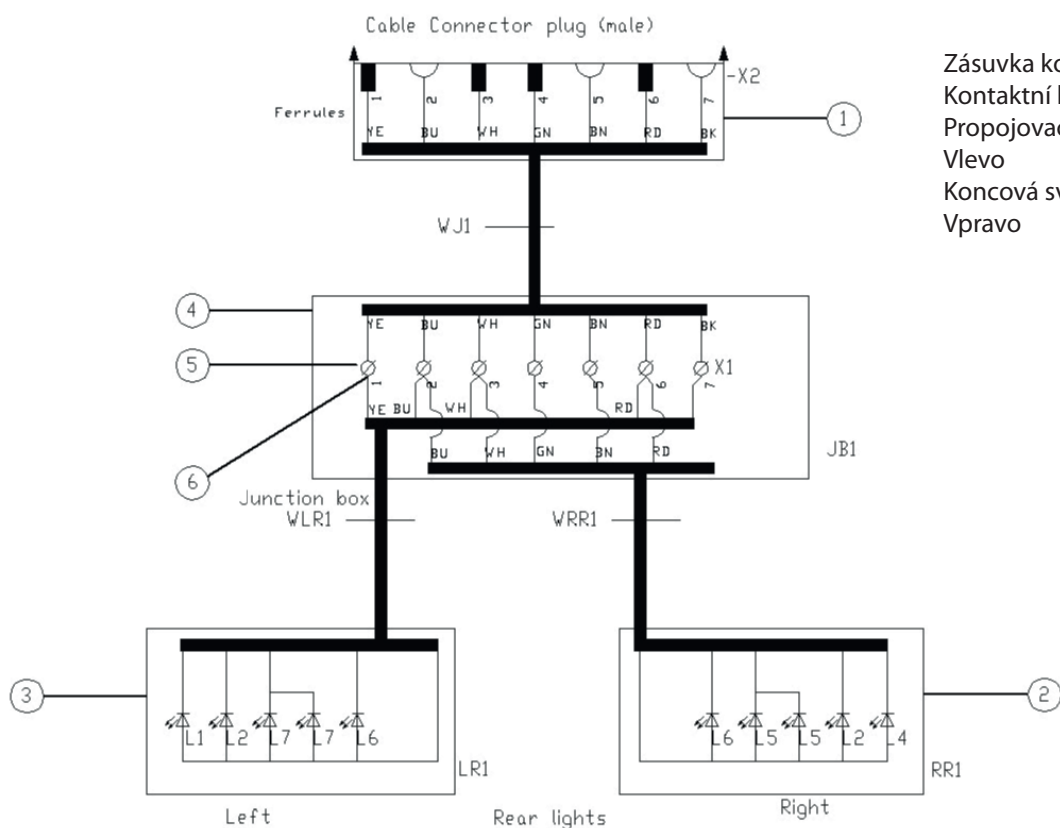 Cable Connector plug (male)
-X2
1 2 3 4 5 6 7
Ferrules
YE BU WH GN BN RD BK
1
WJ1
4
YE BU WH GN BN RD BK
5
X1
1 2 3 4 5 6 7
YE BU WH RD
BU WH GN BN RD
JB1
6
Junction box
WLR1
WRR1
3
2
L1 L2 L7 L7 L6
L6 L5 L5 L2 L4
LR1
RR1
Left
Rear lights
Right
Zásuvka
Kontaktní
Vlevo
Koncová
Vpravo